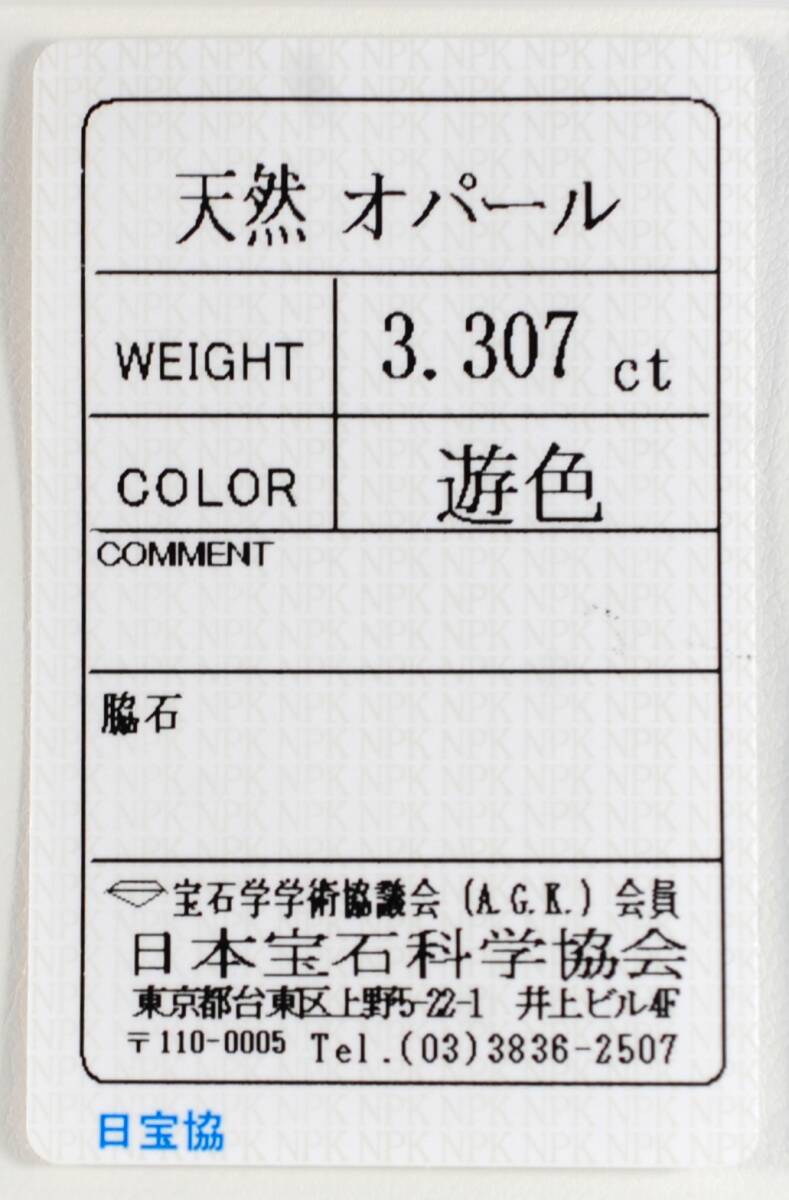 天然 オパール
WEIGHT 3.307 ct
COLOR 遊色
COMMENT
脇石
宝石学学術協議会 (A.G.K.) 会員
日本宝石科学協会
東京都台東区上野5-22-1 井上ビル4F
〒110-0005 Tel.(03)3836-2507
日宝協